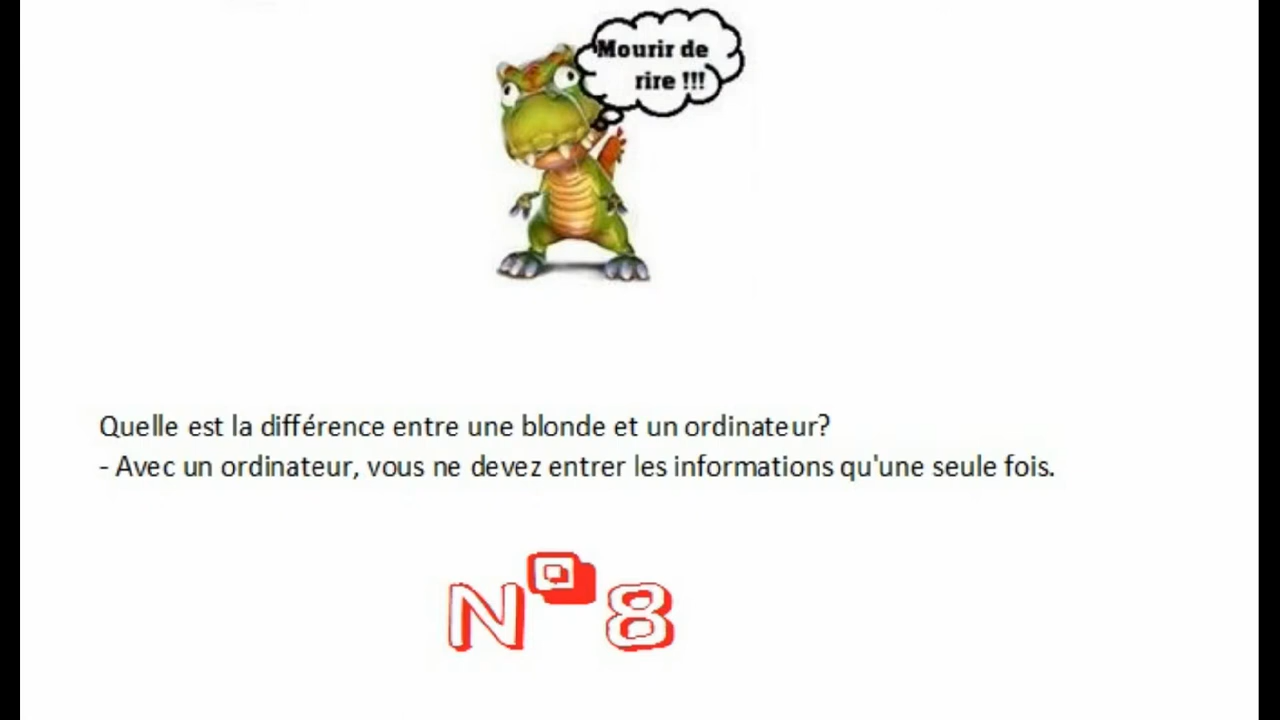 Mourir de
rire !!!
Quelle est la différence entre une blonde et un ordinateur?
- Avec un ordinateur, vous ne devez entrer les informations qu'une seule fois.
N°8